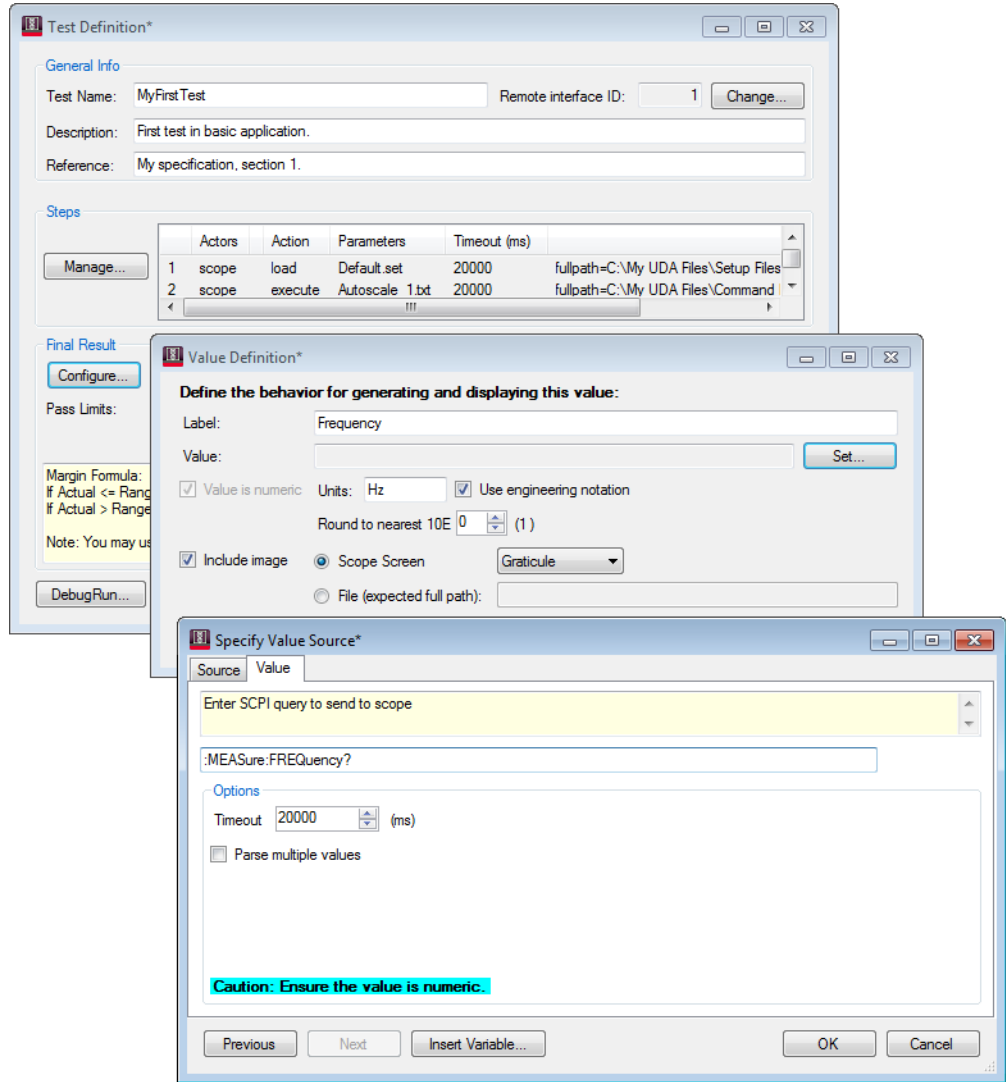 Test Definition*
General Info
Test Name: MyFirstTest Remote interface ID: 1 Change...
Description: First test in basic application.
Reference: My specification, section 1.
Steps
Manage...
Actors Action Parameters Timeout (ms)
1 scope load Default.set 20000 fullpath=C:\My UDA Files\Setup Files
2 scope execute Autoscale 1.txt 20000 fullpath=C:\My UDA Files\Command
Final Result
Configure...
Pass Limits:
Margin Formula:
If Actual <= Rang
If Actual > Range
Note: You may us
DebugRun...
Value Definition*
Define the behavior for generating and displaying this value:
Label: Frequency
Value: Set...
Value is numeric Units: Hz Use engineering notation
Round to nearest 10E 0 (1 )
Include image Scope Screen Graticule
File (expected full path):
Specify Value Source*
Source Value
Enter SCPI query to send to scope
:MEASure:FREQuency?
Options
Timeout 20000 (ms)
Parse multiple values
Caution: Ensure the value is numeric.
Previous Next Insert Variable... OK Cancel